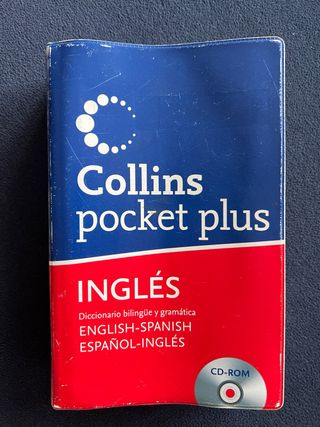 Collins
pocket plus
INGLÉS
Diccionario bilingüe y gramática
ENGLISH-SPANISH
ESPAÑOL-INGLÉS
CD-ROM